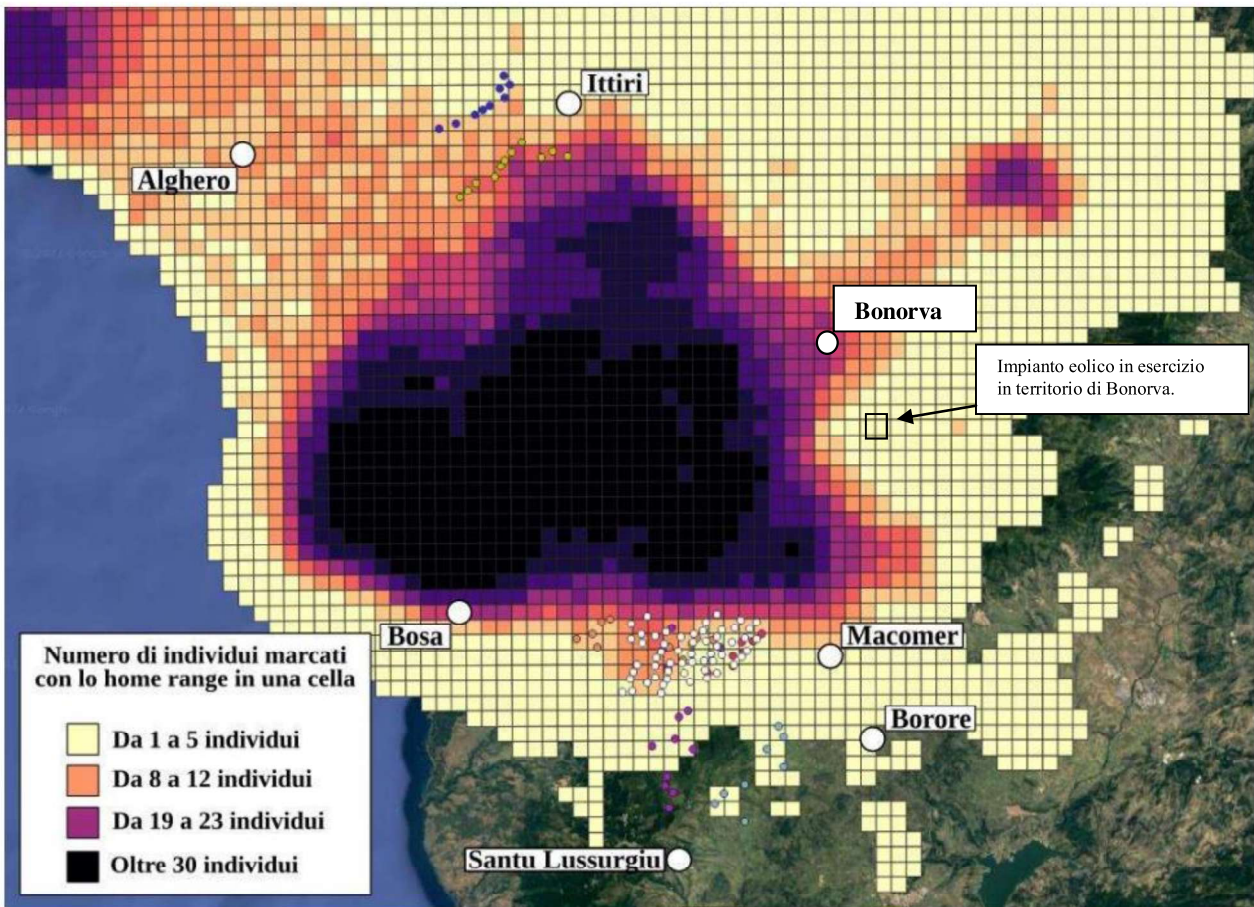 Ittiri
Alghero
Bonorva
Impianto eolico in esercizio
in territorio di Bonorva.
Bosa
Macomer
Numero di individui marcati
con lo home range in una cella
Borore
Da 1 a 5 individui
Da 8 a 12 individui
Da 19 a 23 individui
Oltre 30 individui
Santu Lussurgiu